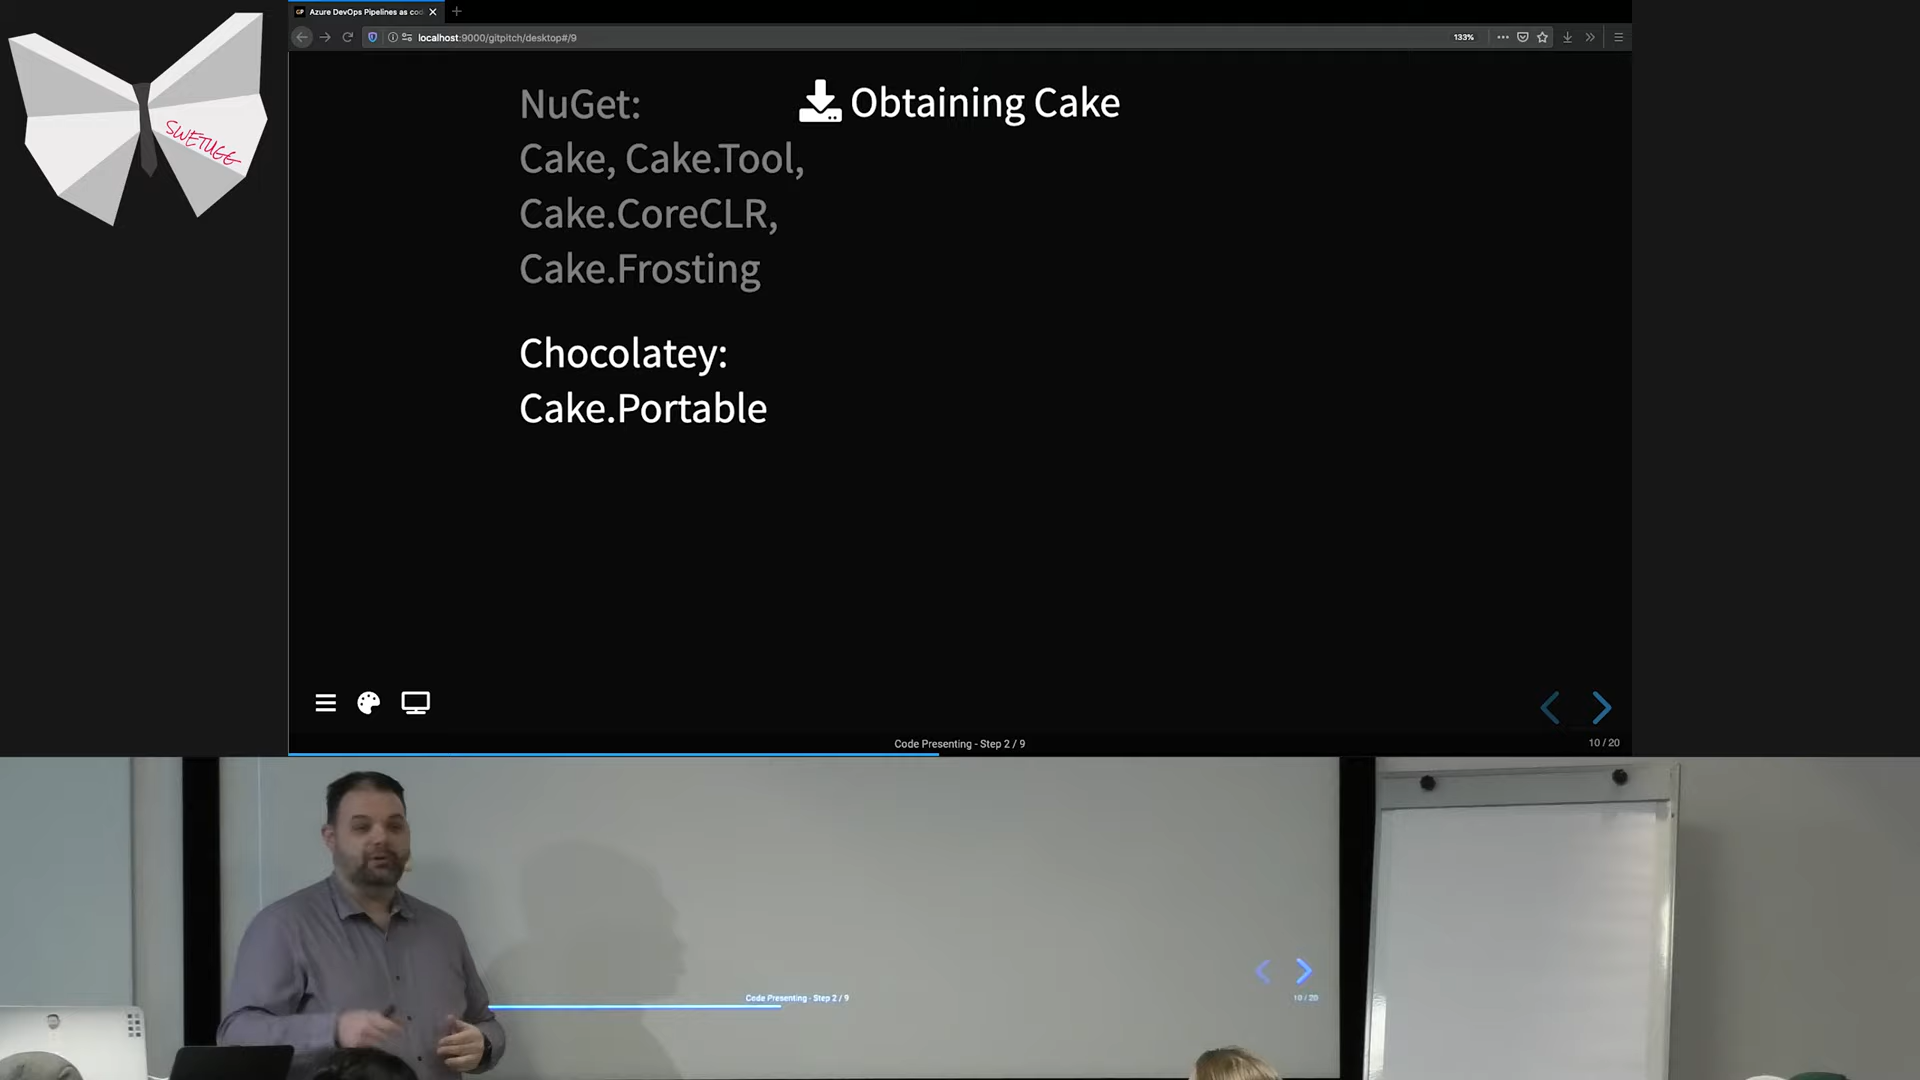 Azure DevOps Pipelines as cod
localhost:9000/gitpitch/desktop#/9
133%
SWETUGG
Obtaining Cake
NuGet:
Cake, Cake.Tool,
Cake.CoreCLR,
Cake.Frosting
Chocolatey:
Cake.Portable
Code Presenting - Step 2 / 9
10 / 20
Code Presenting - Step 2 / 9
10 / 20